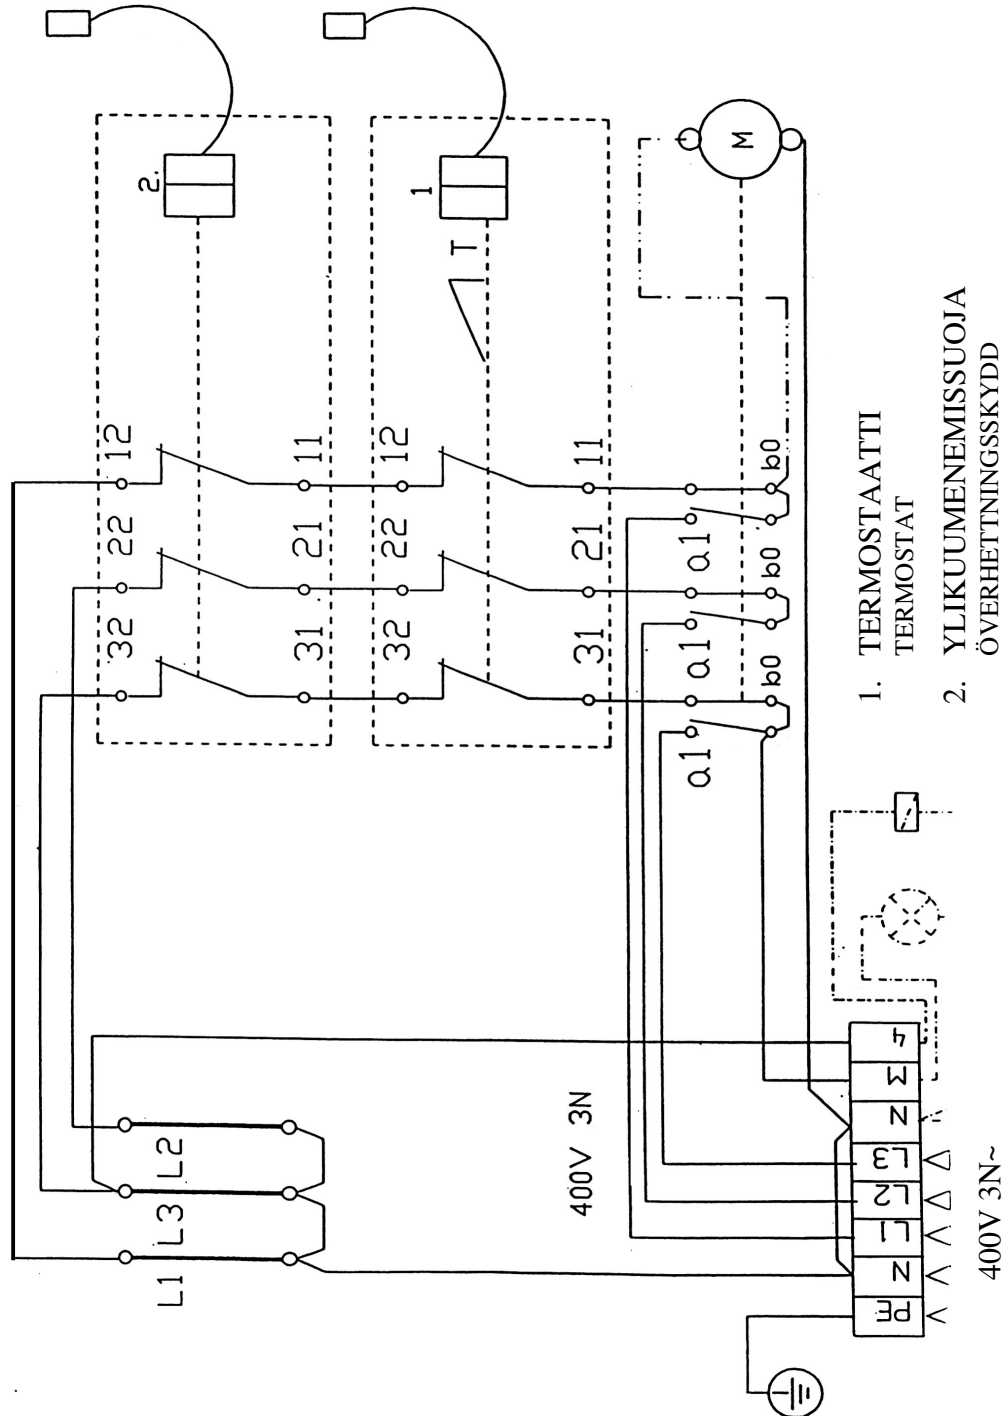 32 22 12
2.
L1 L3 L2
31 21 11
32 22 12
1
T
400V 3N
31 21 11
a1 a1 a1
M
b0 b0 b0
PE N L1 L2 L3 N M 4
1. TERMOSTAATTI
TERMOSTAT
2. YLIKUUMENEMISSUOJA
ÖVERHETTNINGSSKYDD
400V 3N~